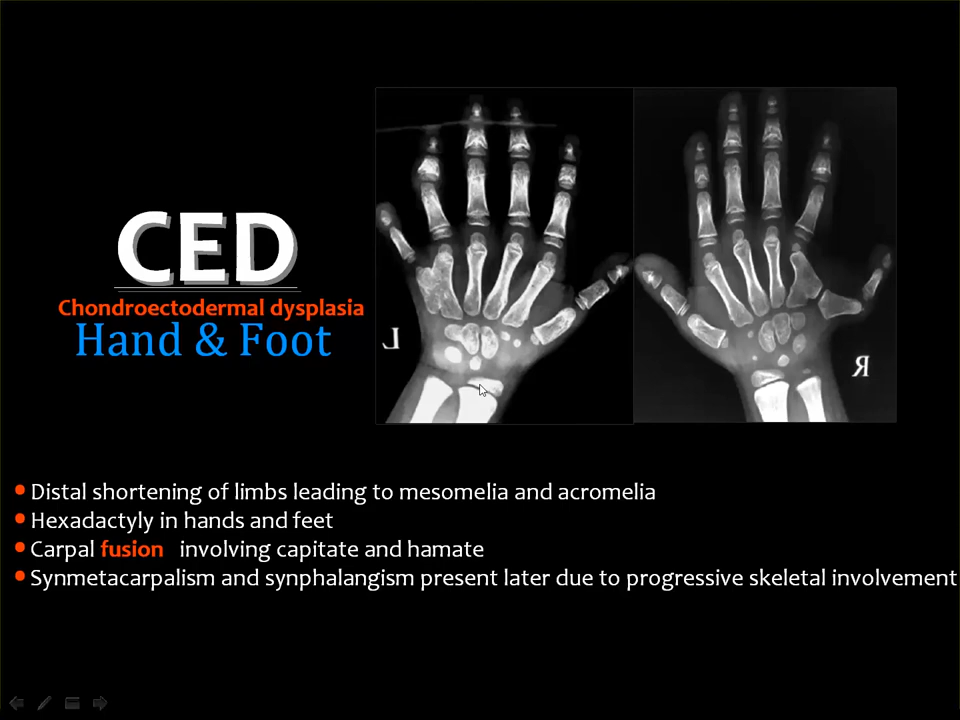 CED
Chondroectodermal dysplasia
Hand & Foot
L
R
• Distal shortening of limbs leading to mesomelia and acromelia
• Hexadactyly in hands and feet
• Carpal fusion involving capitate and hamate
• Synmetacarpalism and synphalangism present later due to progressive skeletal involvement